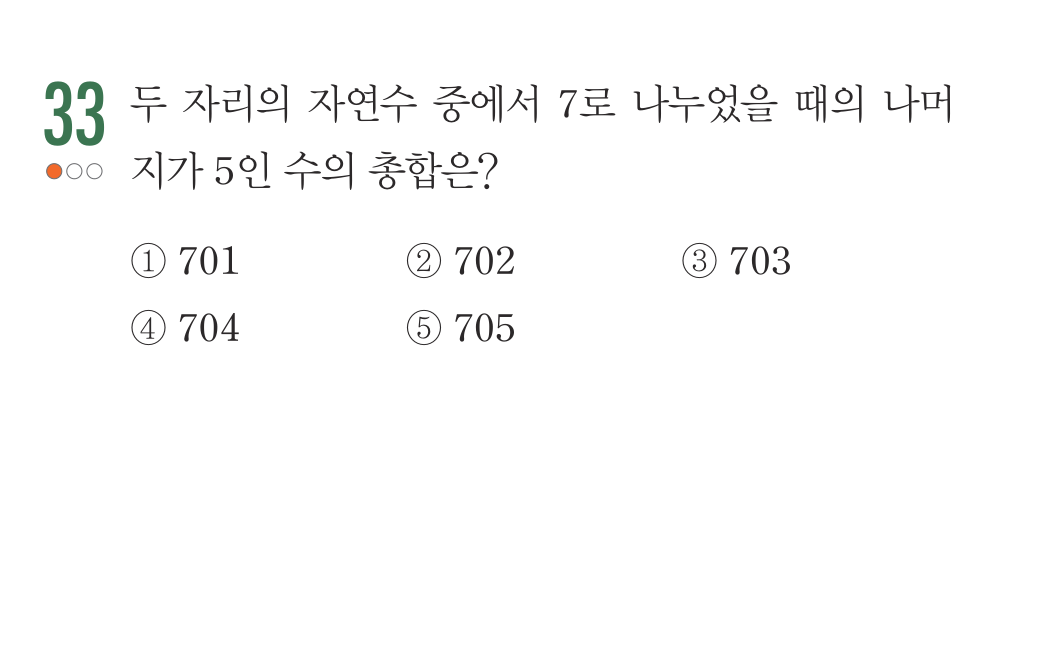 33 두 자리의 자연수 중에서 7로 나누었을 때의 나머
지가 5인 수의 총합은?
① 701 ② 702 ③ 703
④ 704 ⑤ 705